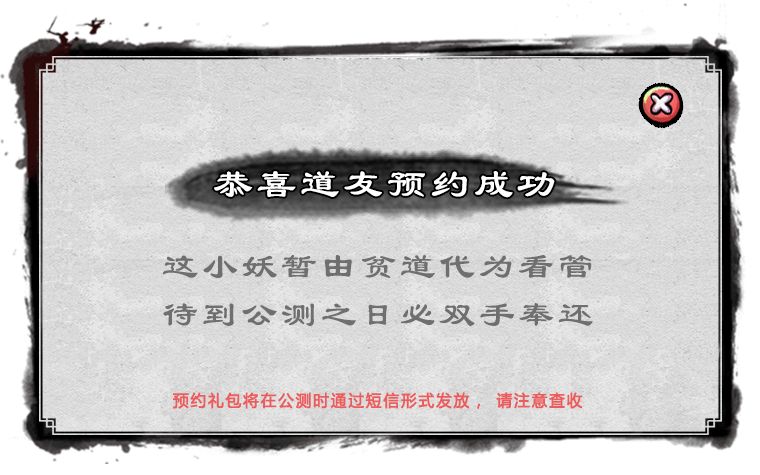 恭喜道友预约成功
这小妖暂由贫道代为看管
待到公测之日必双手奉还
预约礼包将在公测时通过短信形式发放， 请注意查收